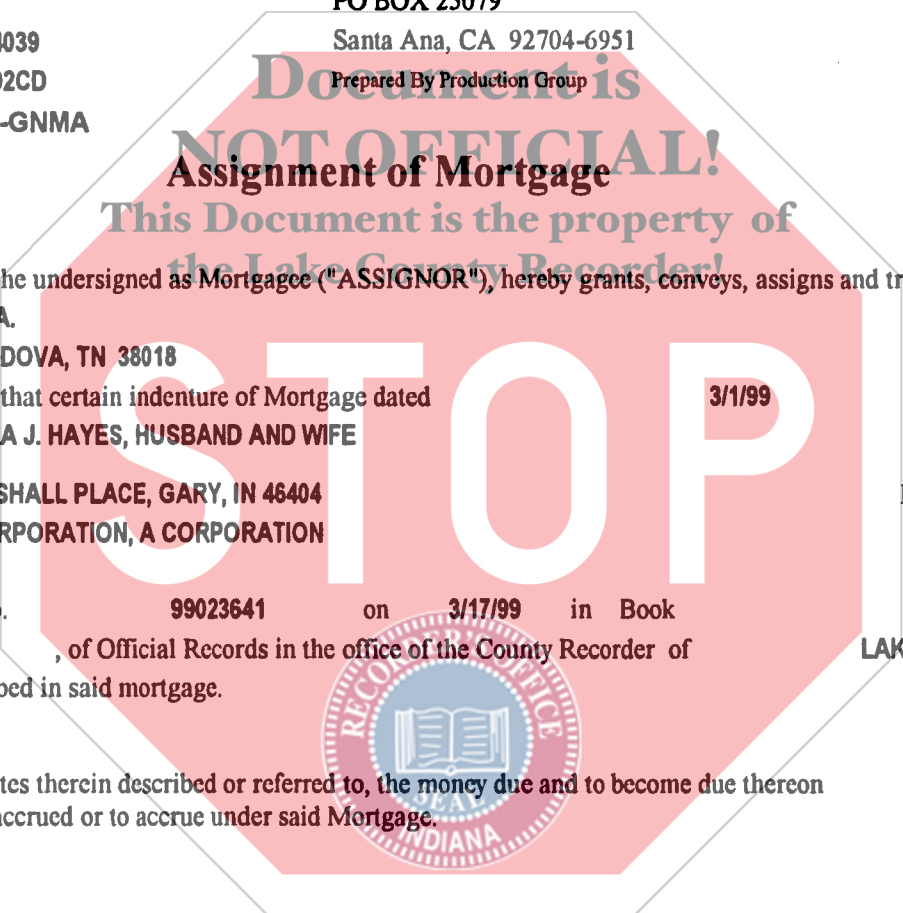 PO BOX 25079
4039
Santa Ana, CA 92704-6951
Document is
02CD
Prepared By Production Group
-GNMA
NOT OFFICIAL!
Assignment of Mortgage
This Document is the property of
the Lake County Recorder!
he undersigned as Mortgagee ("ASSIGNOR"), hereby grants, conveys, assigns and tr
A.
DOVA, TN 38018
that certain indenture of Mortgage dated 3/1/99
A J. HAYES, HUSBAND AND WIFE
STOP
SHALL PLACE, GARY, IN 46404
RPORATION, A CORPORATION
99023641 on 3/17/99 in Book
, of Official Records in the office of the County Recorder of LAK
bed in said mortgage.
RECORDER'S OFFICE
tes therein described or referred to, the money due and to become due thereon
SEAL
accrued or to accrue under said Mortgage.
INDIANA